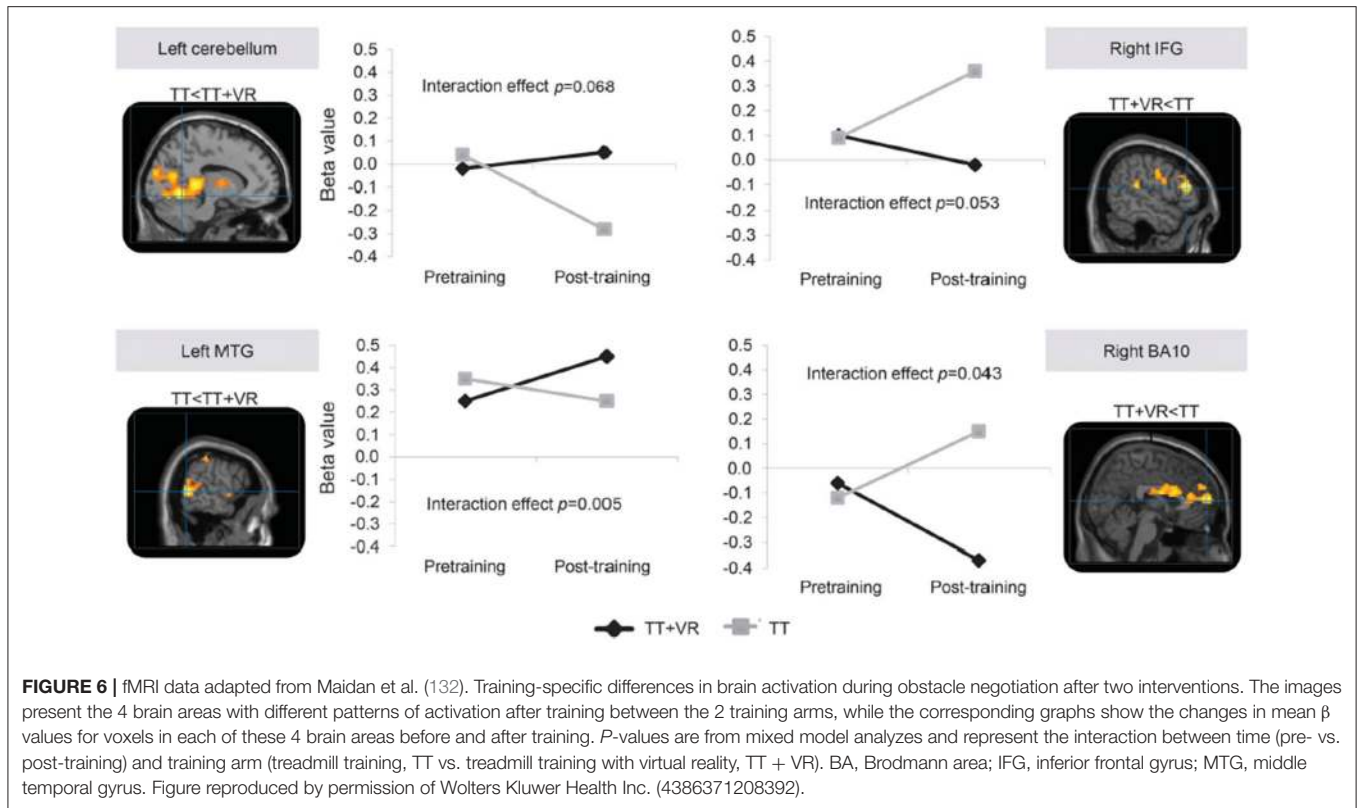 Left cerebellum
TT<TT+VR
Beta value
0.5
0.4
0.3
0.2
0.1
0.0
-0.1
-0.2
-0.3
-0.4
Interaction effect p=0.068
Pretraining
Post-training
0.5
0.4
0.3
0.2
0.1
0.0
-0.1
-0.2
-0.3
-0.4
Interaction effect p=0.053
Pretraining
Post-training
Right IFG
TT+VR<TT
Left MTG
TT<TT+VR
Beta value
0.5
0.4
0.3
0.2
0.1
0.0
-0.1
-0.2
-0.3
-0.4
Interaction effect p=0.005
Pretraining
Post-training
0.5
0.4
0.3
0.2
0.1
0.0
-0.1
-0.2
-0.3
-0.4
Interaction effect p=0.043
Pretraining
Post-training
Right BA10
TT+VR<TT
TT+VR
TT
FIGURE 6 | fMRI data adapted from Maidan et al. (132). Training-specific differences in brain activation during obstacle negotiation after two interventions. The images
present the 4 brain areas with different patterns of activation after training between the 2 training arms, while the corresponding graphs show the changes in mean β
values for voxels in each of these 4 brain areas before and after training. P-values are from mixed model analyzes and represent the interaction between time (pre- vs.
post-training) and training arm (treadmill training, TT vs. treadmill training with virtual reality, TT + VR). BA, Brodmann area; IFG, inferior frontal gyrus; MTG, middle
temporal gyrus. Figure reproduced by permission of Wolters Kluwer Health Inc. (4386371208392).